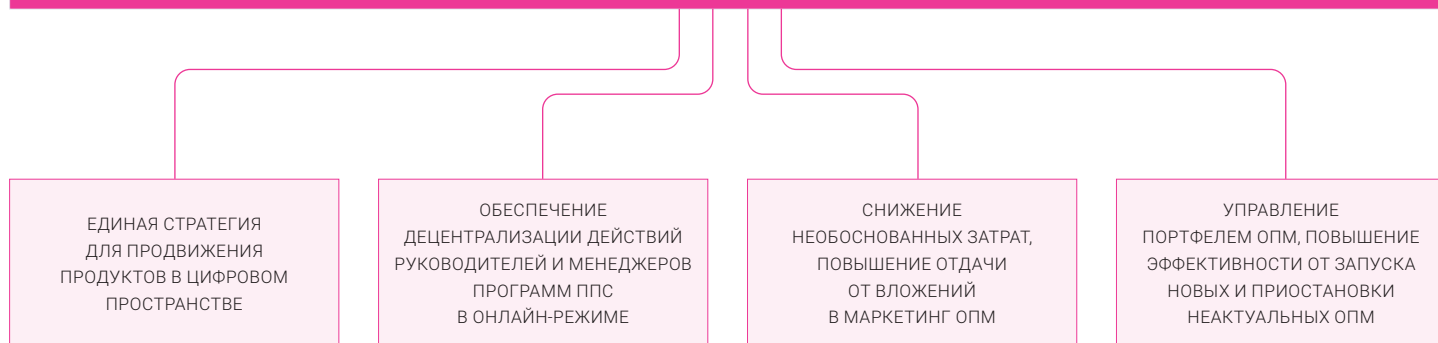 ЕДИНАЯ СТРАТЕГИЯ
ДЛЯ ПРОДВИЖЕНИЯ
ПРОДУКТОВ В ЦИФРОВОМ
ПРОСТРАНСТВЕ
ОБЕСПЕЧЕНИЕ
ДЕЦЕНТРАЛИЗАЦИИ ДЕЙСТВИЙ
РУКОВОДИТЕЛЕЙ И МЕНЕДЖЕРОВ
ПРОГРАММ ППС
В ОНЛАЙН-РЕЖИМЕ
СНИЖЕНИЕ
НЕОБОСНОВАННЫХ ЗАТРАТ,
ПОВЫШЕНИЕ ОТДАЧИ
ОТ ВЛОЖЕНИЙ
В МАРКЕТИНГ ОПМ
УПРАВЛЕНИЕ
ПОРТФЕЛЕМ ОПМ, ПОВЫШЕНИЕ
ЭФФЕКТИВНОСТИ ОТ ЗАПУСКА
НОВЫХ И ПРИОСТАНОВКИ
НЕАКТУАЛЬНЫХ ОПМ